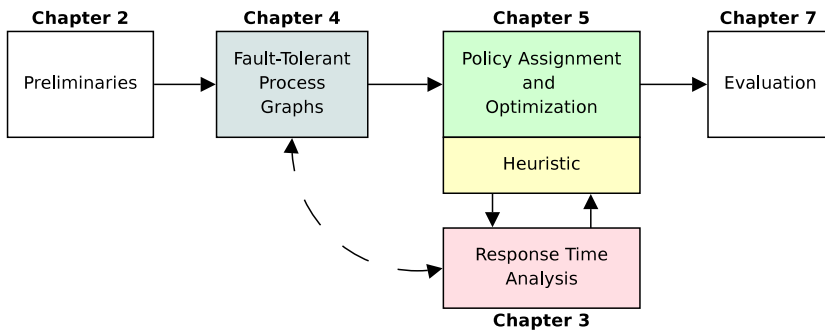 Chapter 2
Preliminaries
Chapter 4
Fault-Tolerant
Process
Graphs
Chapter 5
Policy Assignment
and
Optimization
Heuristic
Response Time
Analysis
Chapter 3
Chapter 7
Evaluation